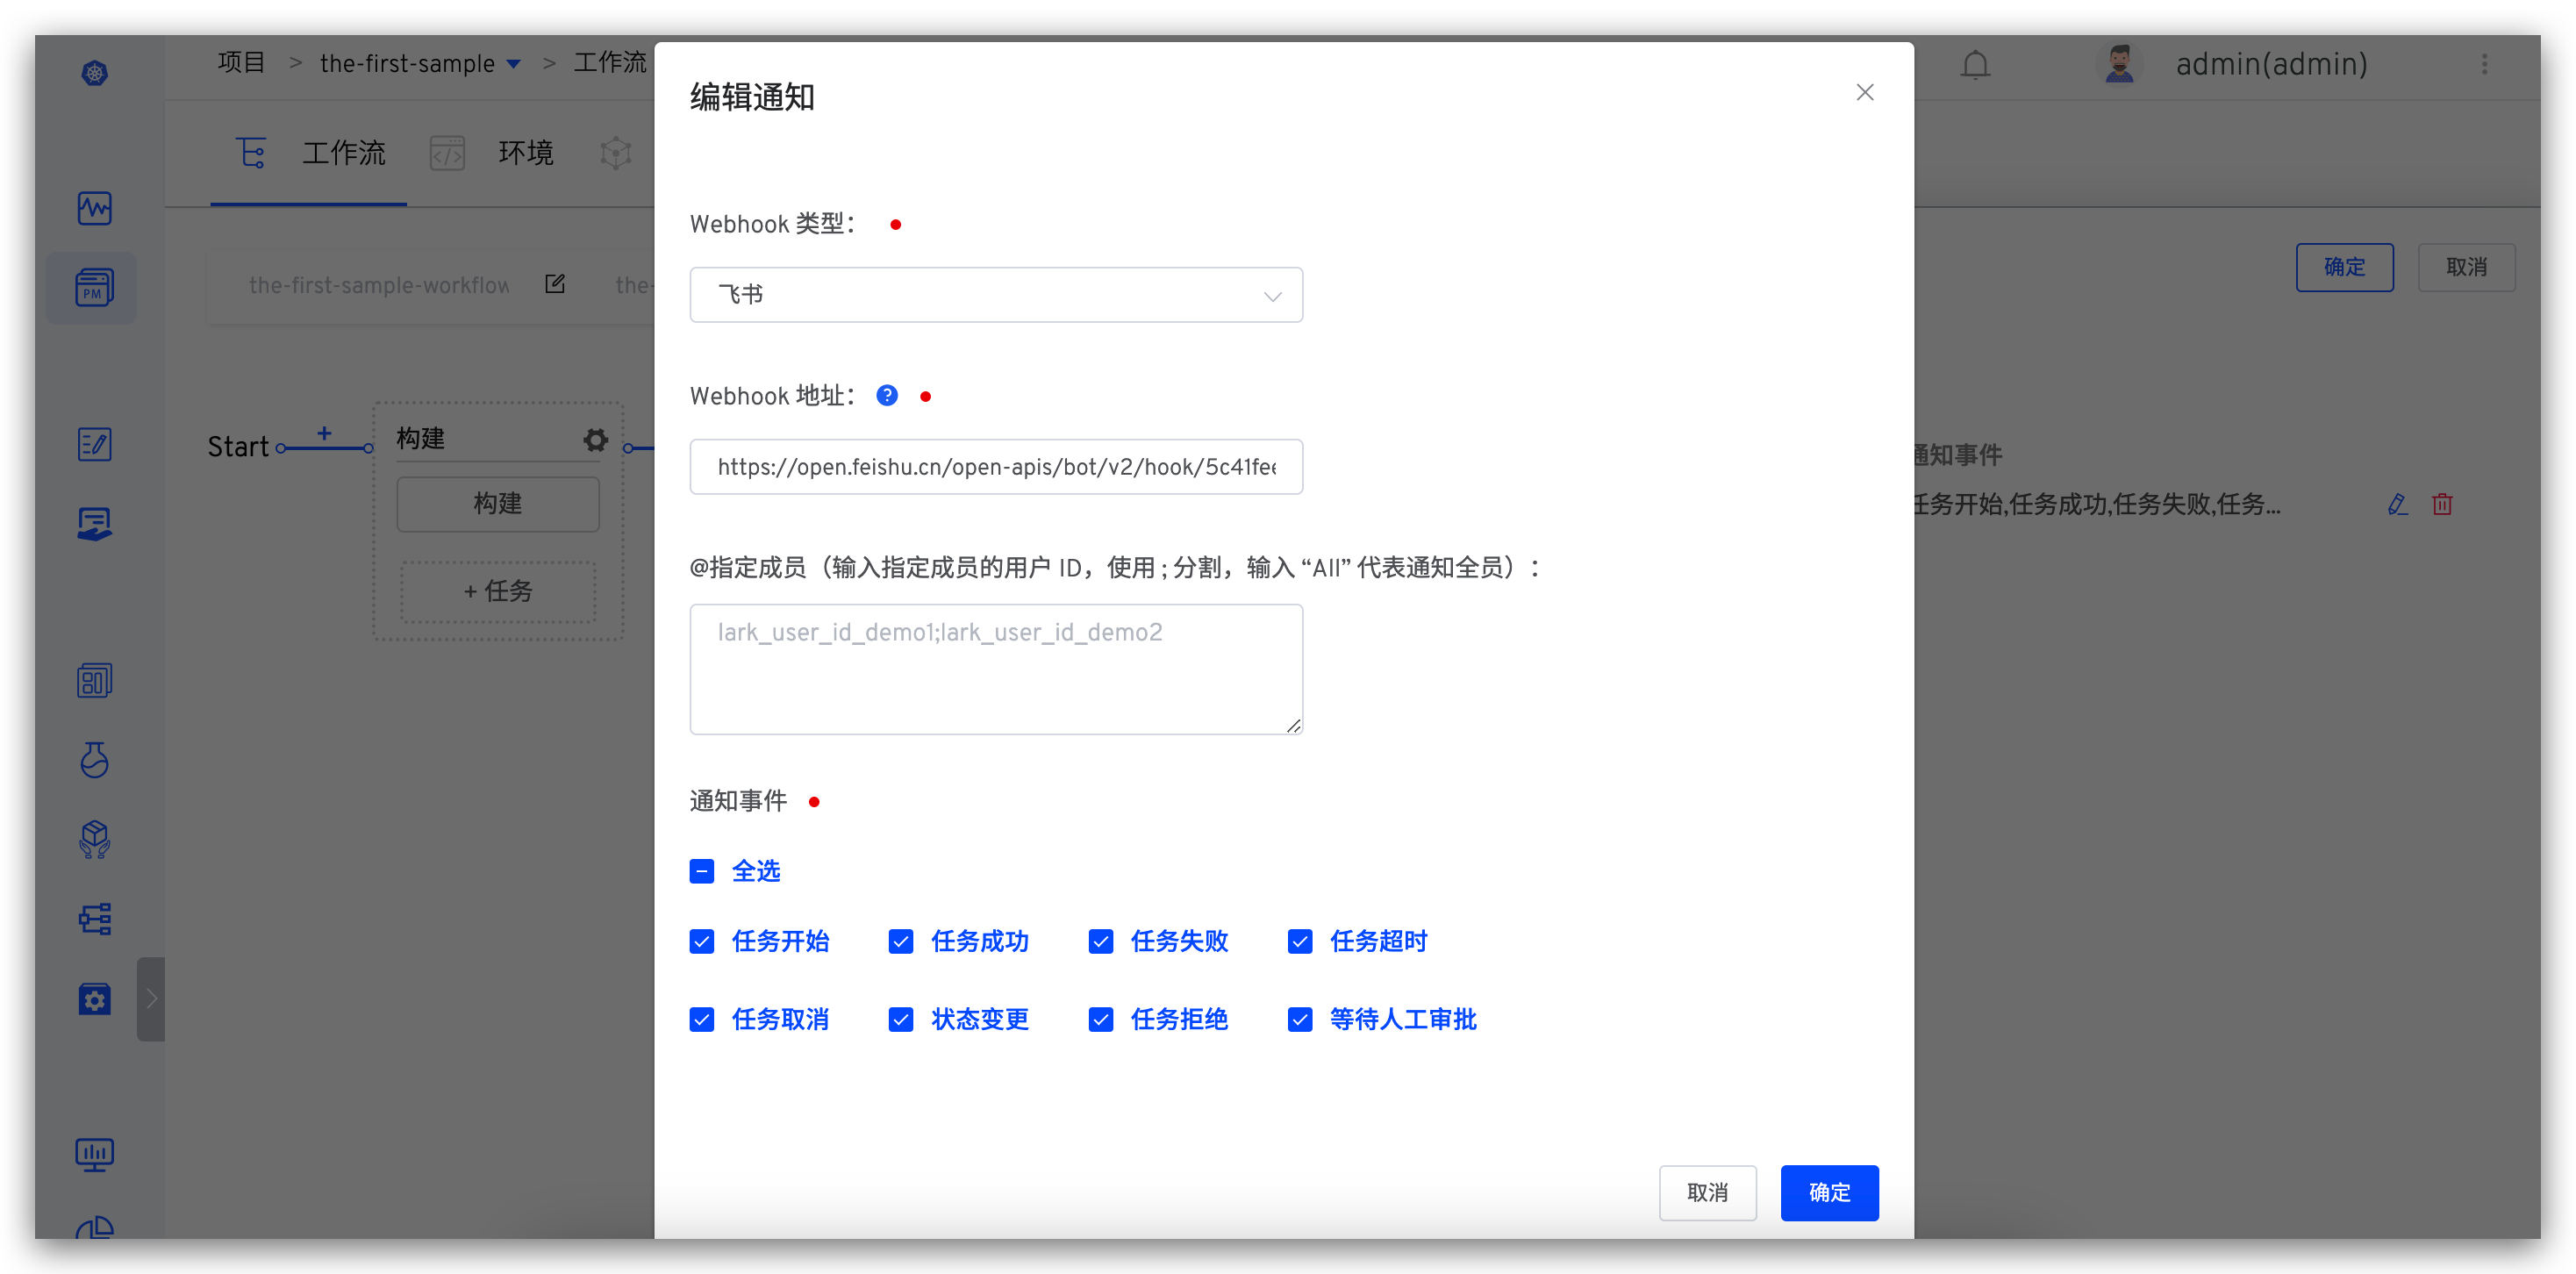 项目 > the-first-sample > 工作流
admin(admin)
工作流 环境
the-first-sample-workflow
the-
确定 取消
Start
+
构建
构建
+ 任务
PM
通知事件
任务开始,任务成功,任务失败,任务...
编辑通知
Webhook 类型：
飞书
Webhook 地址： ?
https://open.feishu.cn/open-apis/bot/v2/hook/5c41fee
@指定成员（输入指定成员的用户 ID，使用 ; 分割，输入 “All” 代表通知全员）：
lark_user_id_demo1;lark_user_id_demo2
通知事件
全选
任务开始 任务成功 任务失败 任务超时
任务取消 状态变更 任务拒绝 等待人工审批
取消 确定